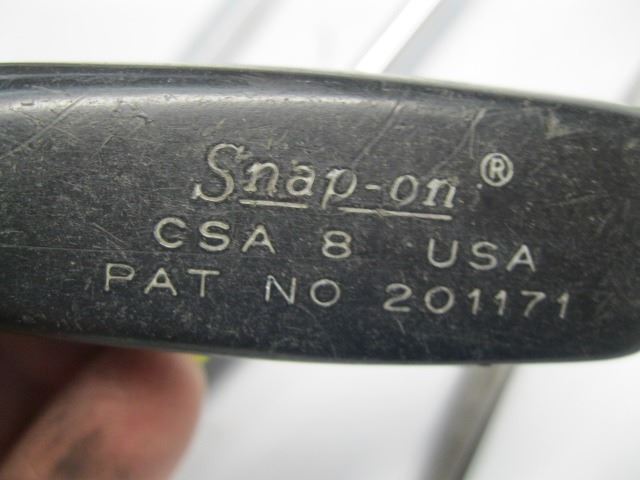 Snap-on®
CSA 8 USA
PAT NO 201171